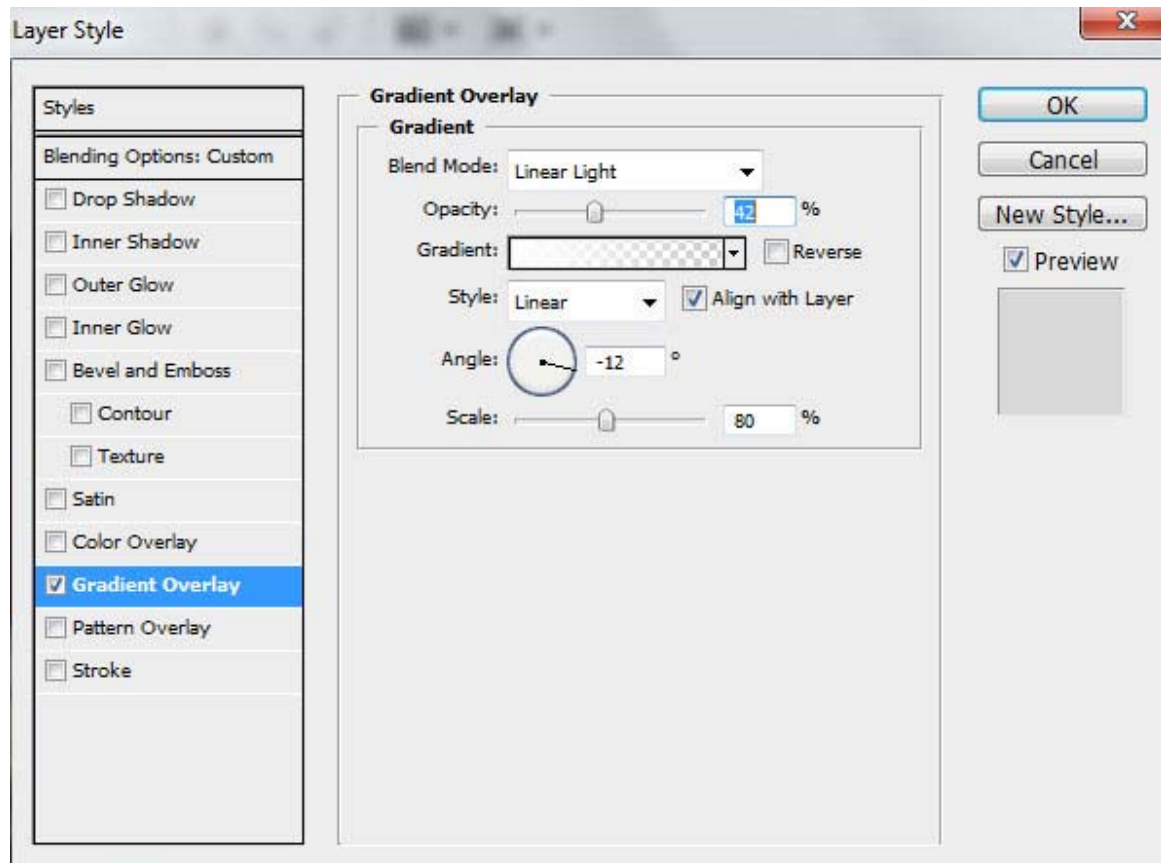 Layer Style
X
Styles
Blending Options: Custom
Drop Shadow
Inner Shadow
Outer Glow
Inner Glow
Bevel and Emboss
Contour
Texture
Satin
Color Overlay
Gradient Overlay
Pattern Overlay
Stroke
Gradient Overlay
Gradient
Blend Mode: Linear Light
Opacity: 42 %
Gradient: Reverse
Style: Linear Align with Layer
Angle: -12 °
Scale: 80 %
OK
Cancel
New Style...
Preview